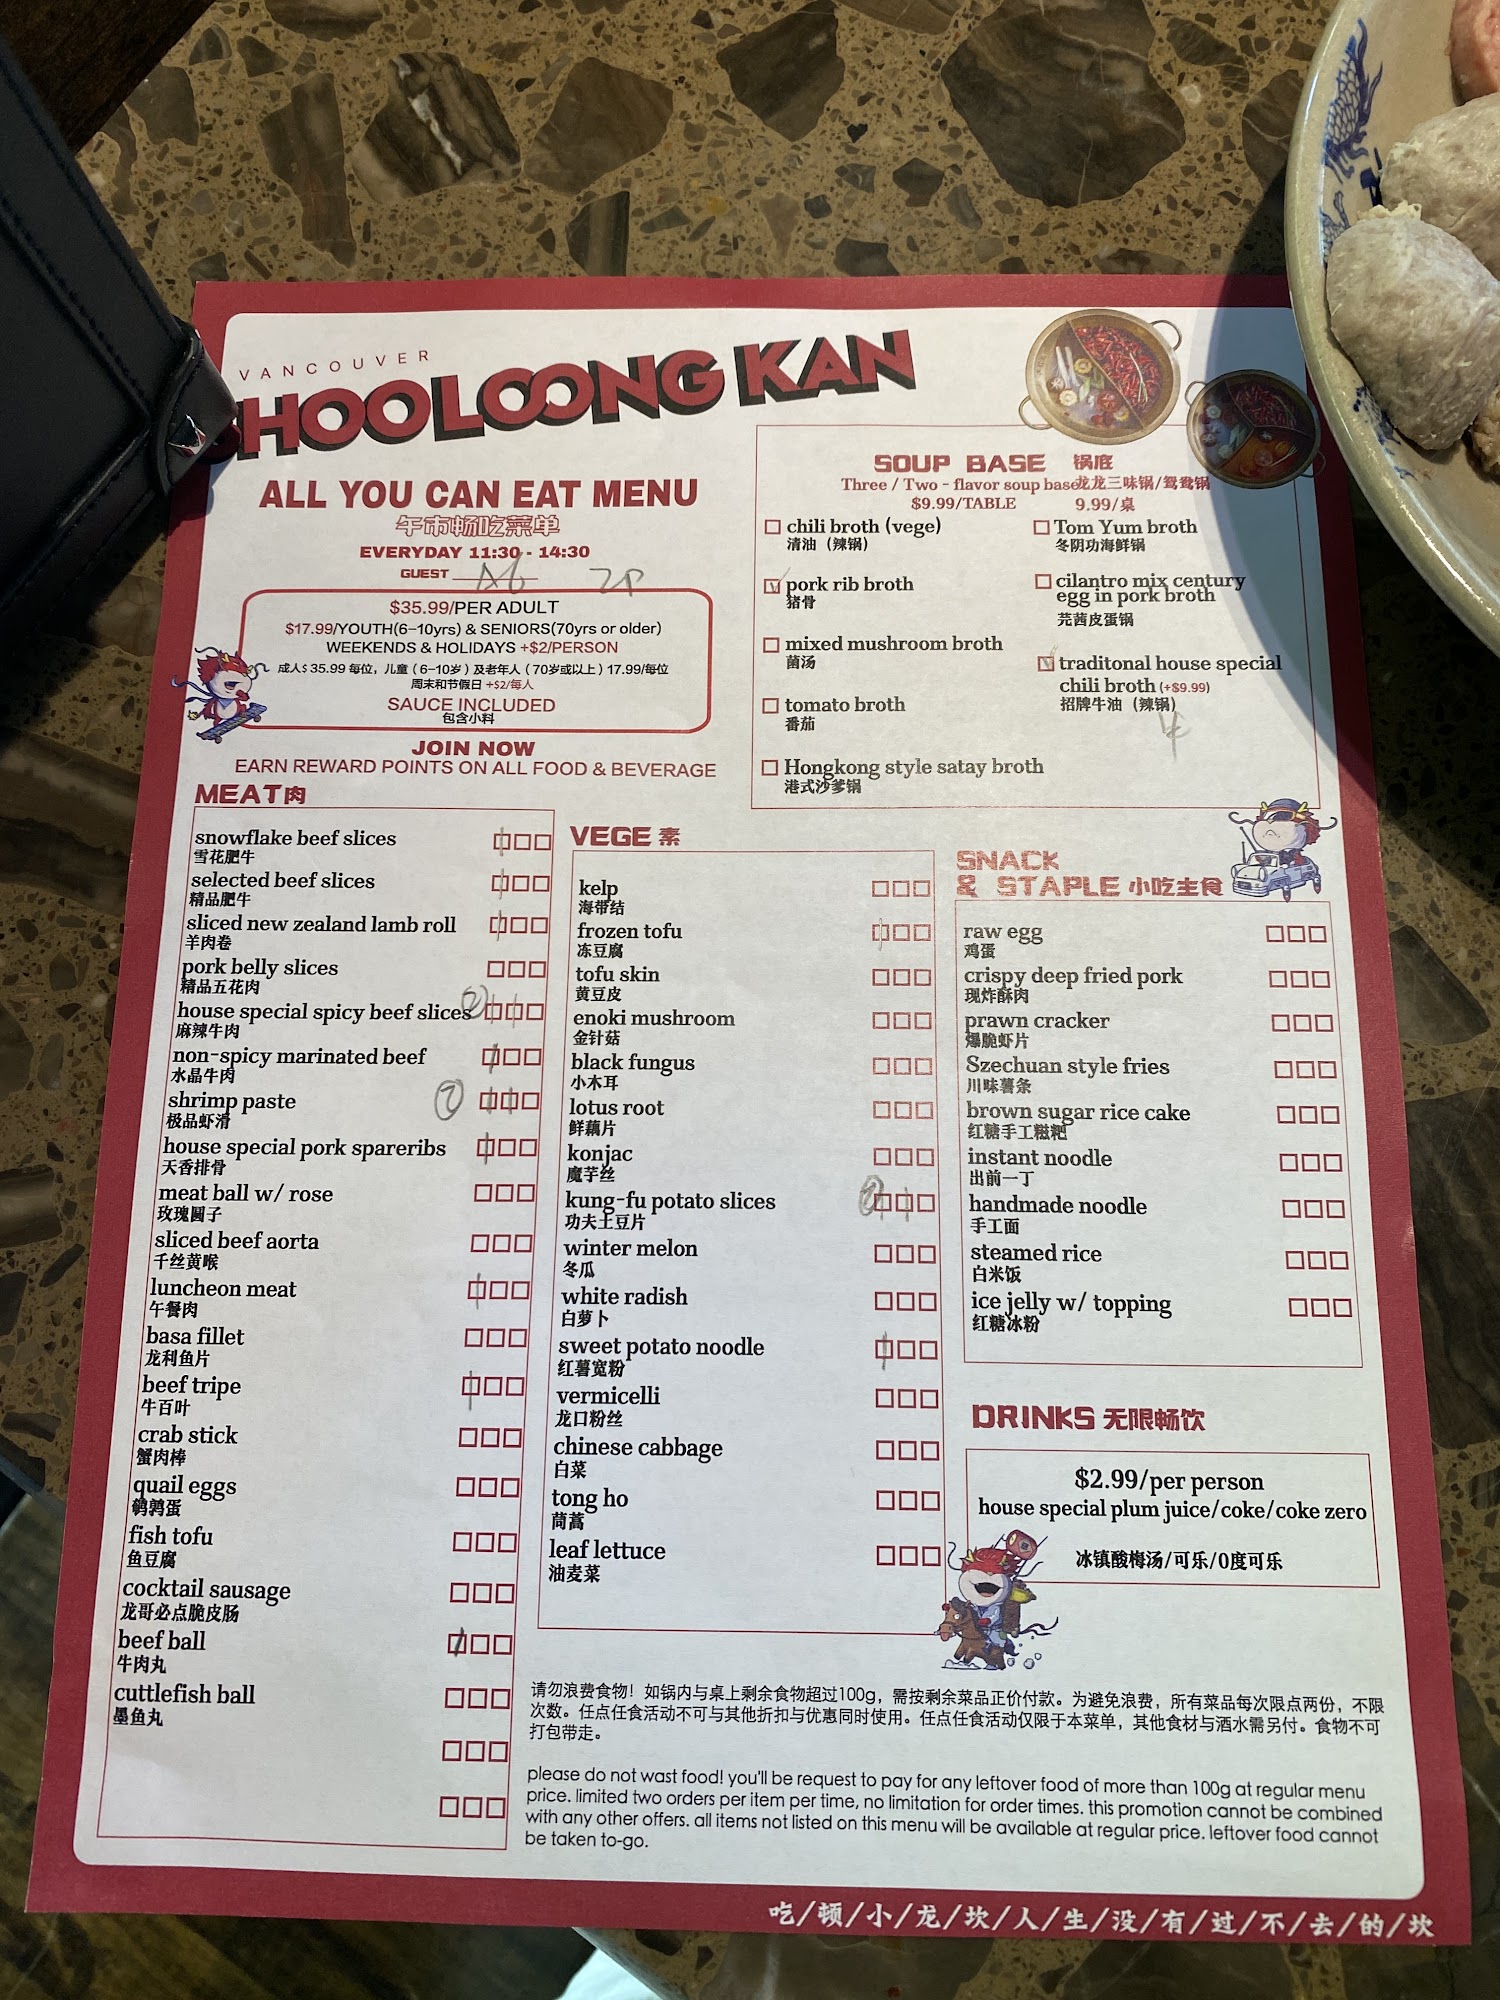 VANCOUVER
HOOLOONG KAN
ALL YOU CAN EAT MENU
午市畅吃菜单
EVERYDAY 11:30 - 14:30
GUEST A6 2P
$35.99/PER ADULT
$17.99/YOUTH(6-10yrs) & SENIORS(70yrs or older)
WEEKENDS & HOLIDAYS +$2/PERSON
成人$ 35.99 每位，儿童（6-10岁）及老年人（70岁或以上）17.99/每位
周末和节假日 +$2/每人
SAUCE INCLUDED
包含小料
JOIN NOW
EARN REWARD POINTS ON ALL FOOD & BEVERAGE
SOUP BASE 锅底
Three / Two - flavor soup base龙龙三味锅/鸳鸯锅
$9.99/TABLE 9.99/桌
chili broth (vege)
清油（辣锅）
pork rib broth
猪骨
mixed mushroom broth
菌汤
tomato broth
番茄
Hongkong style satay broth
港式沙爹锅
Tom Yum broth
冬阴功海鲜锅
cilantro mix century
egg in pork broth
芫茜皮蛋锅
traditonal house special
chili broth (+$9.99)
招牌牛油（辣锅）
MEAT肉
snowflake beef slices
雪花肥牛
selected beef slices
精品肥牛
sliced new zealand lamb roll
羊肉卷
pork belly slices
精品五花肉
house special spicy beef slices ②
麻辣牛肉
non-spicy marinated beef
水晶牛肉
shrimp paste ②
极品虾滑
house special pork spareribs
天香排骨
meat ball w/ rose
玫瑰圆子
sliced beef aorta
千丝黄喉
luncheon meat
午餐肉
basa fillet
龙利鱼片
beef tripe
牛百叶
crab stick
蟹肉棒
quail eggs
鹌鹑蛋
fish tofu
鱼豆腐
cocktail sausage
龙哥必点脆皮肠
beef ball
牛肉丸
cuttlefish ball
墨鱼丸
VEGE 素
kelp
海带结
frozen tofu
冻豆腐
tofu skin
黄豆皮
enoki mushroom
金针菇
black fungus
小木耳
lotus root
鲜藕片
konjac
魔芋丝
kung-fu potato slices ②
功夫土豆片
winter melon
冬瓜
white radish
白萝卜
sweet potato noodle
红薯宽粉
vermicelli
龙口粉丝
chinese cabbage
白菜
tong ho
茼蒿
leaf lettuce
油麦菜
SNACK
& STAPLE 小吃主食
raw egg
鸡蛋
crispy deep fried pork
现炸酥肉
prawn cracker
爆脆虾片
Szechuan style fries
川味薯条
brown sugar rice cake
红糖手工糍粑
instant noodle
出前一丁
handmade noodle
手工面
steamed rice
白米饭
ice jelly w/ topping
红糖冰粉
DRINKS 无限畅饮
$2.99/per person
house special plum juice/coke/coke zero
冰镇酸梅汤/可乐/0度可乐
请勿浪费食物！如锅内与桌上剩余食物超过100g，需按剩余菜品正价付款。为避免浪费，所有菜品每次限点两份，不限
次数。任点任食活动不可与其他折扣与优惠同时使用。任点任食活动仅限于本菜单，其他食材与酒水需另付。食物不可
打包带走。
please do not wast food! you'll be request to pay for any leftover food of more than 100g at regular menu
price. limited two orders per item per time, no limitation for order times. this promotion cannot be combined
with any other offers. all items not listed on this menu will be available at regular price. leftover food cannot
be taken to-go.
吃/顿/小/龙/坎/人/生/没/有/过/不/去/的/坎